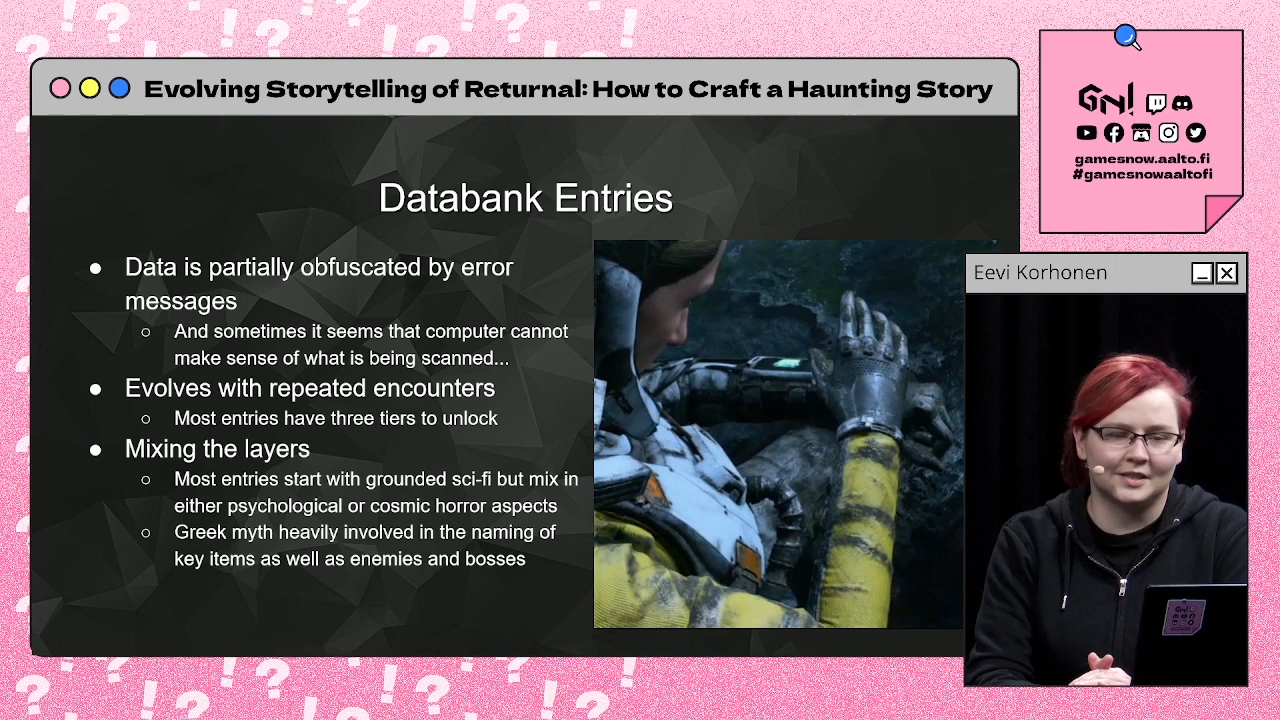 Evolving Storytelling of Returnal: How to Craft a Haunting Story
GN!
gamesnow.aalto.fi
#gamesnowaaltofi
Databank Entries
● Data is partially obfuscated by error
messages
○ And sometimes it seems that computer cannot
make sense of what is being scanned...
● Evolves with repeated encounters
○ Most entries have three tiers to unlock
● Mixing the layers
○ Most entries start with grounded sci-fi but mix in
either psychological or cosmic horror aspects
○ Greek myth heavily involved in the naming of
key items as well as enemies and bosses
Eevi Korhonen
GN!